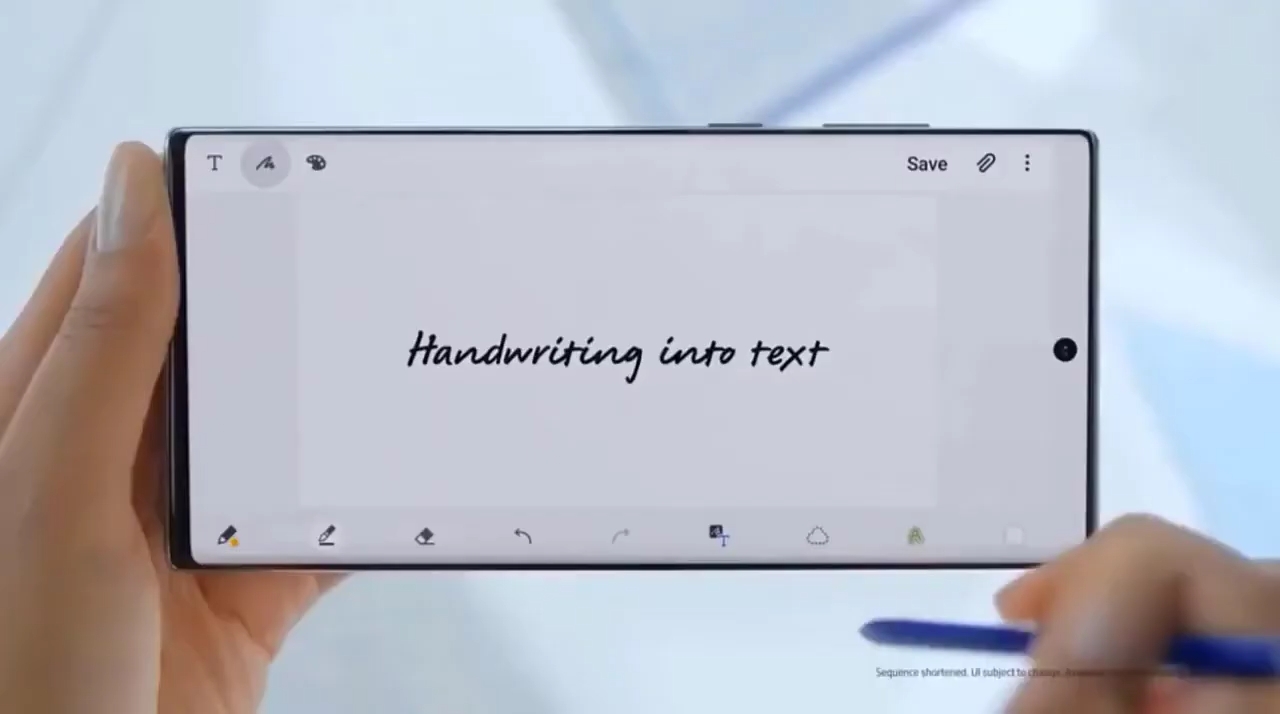 T
Save
Handwriting into text
T
A
Sequence shortened. UI subject to change.